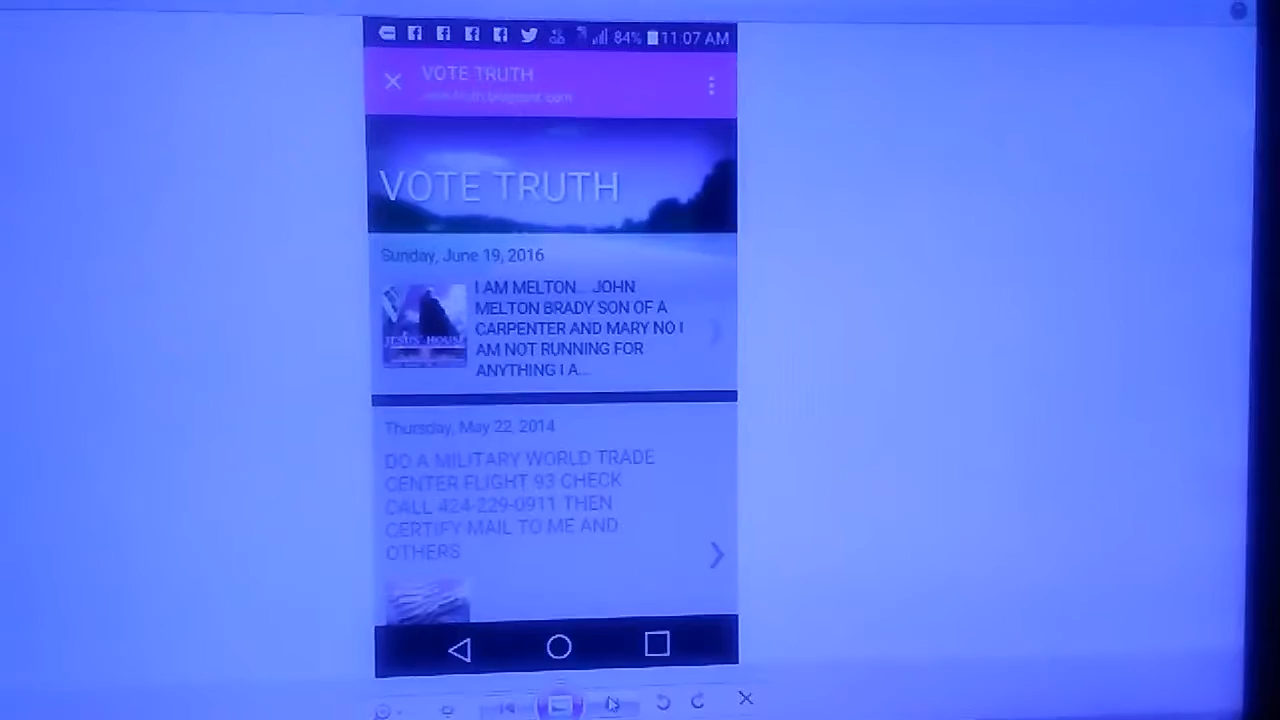 84% 11:07 AM
VOTE TRUTH
VOTE TRUTH
Sunday, June 19, 2016
I AM MELTON... JOHN
MELTON BRADY SON OF A
CARPENTER AND MARY NO I
AM NOT RUNNING FOR
ANYTHING I A...
JESUS' HOUSE
Thursday, May 22, 2014
DO A MILITARY WORLD TRADE
CENTER FLIGHT 93 CHECK
CALL 424-229-0911 THEN
CERTIFY MAIL TO ME AND
OTHERS